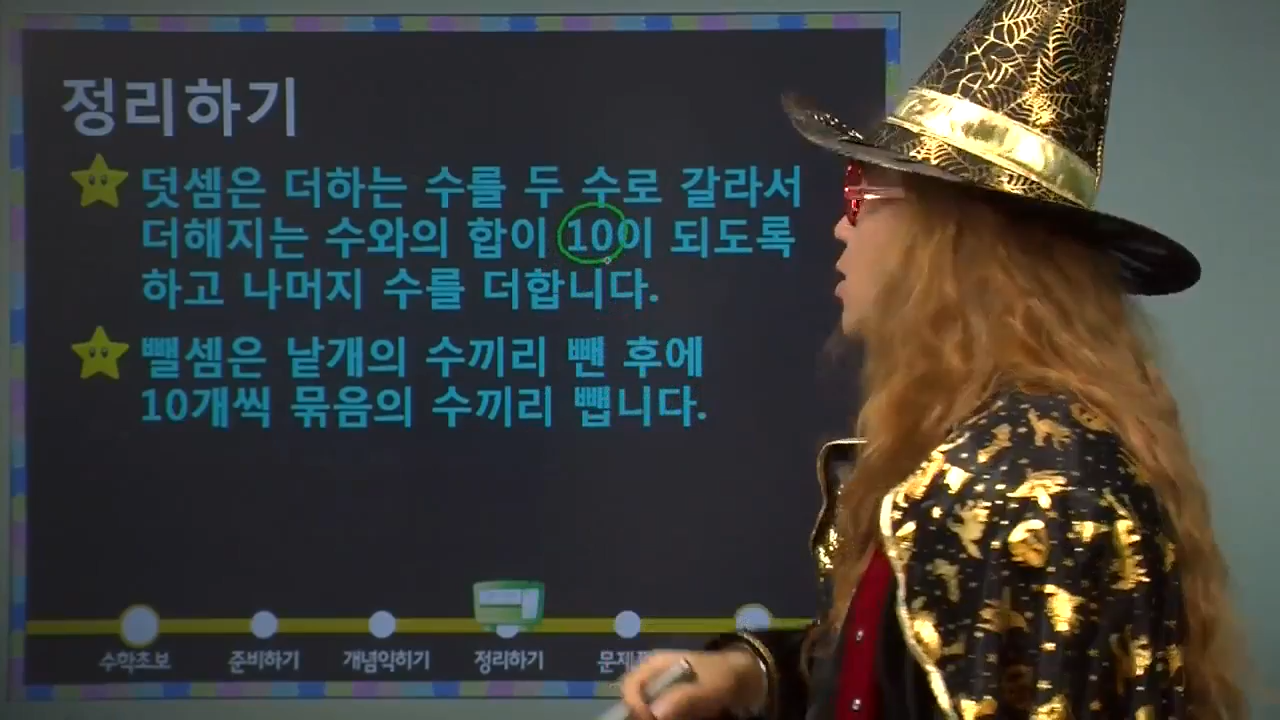 정리하기
덧셈은 더하는 수를 두 수로 갈라서
더해지는 수와의 합이 10이 되도록
하고 나머지 수를 더합니다.
뺄셈은 낱개의 수끼리 뺀 후에
10개씩 묶음의 수끼리 뺍니다.
수학초보 준비하기 개념익히기 정리하기